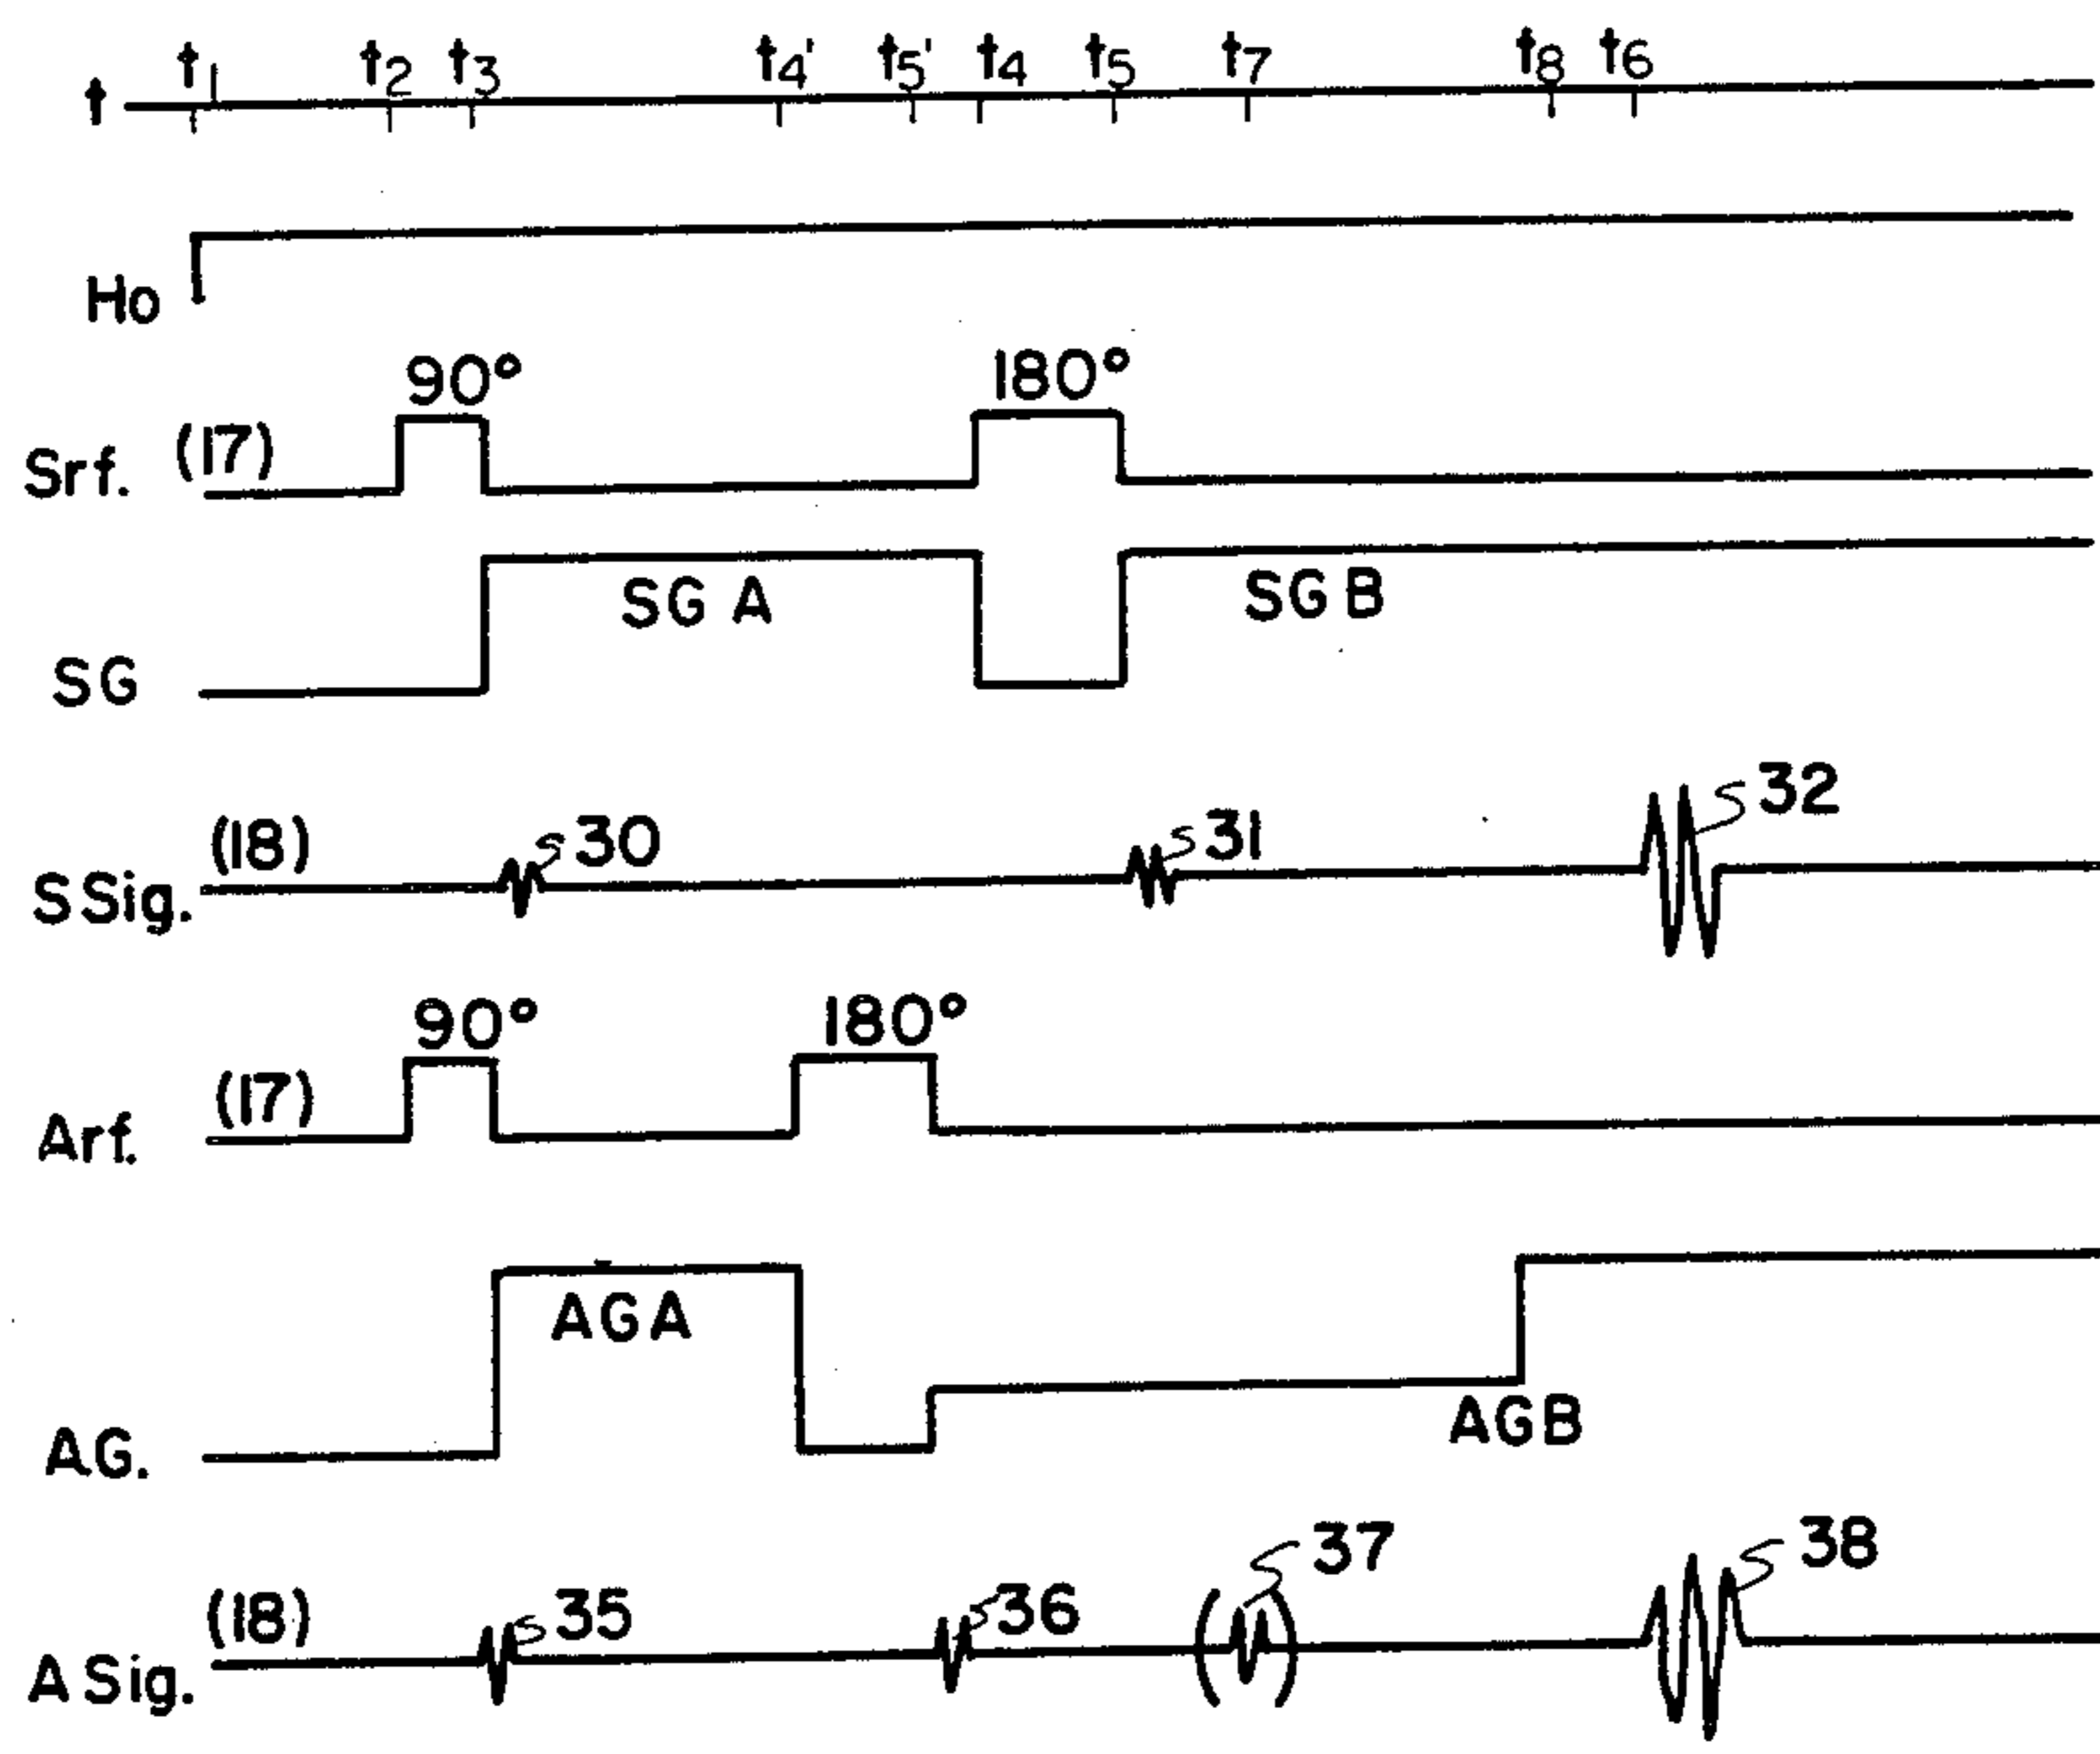 t t1 t2 t3 t4' t5' t4 t5 t7 t8 t6
Ho
90° 180°
Srf. (17)
SG A SG B
SG
(18) 30 31 32
S Sig.
90° 180°
Arf. (17)
AGA
AG. AGB
(18) 35 36 (37) 38
A Sig.